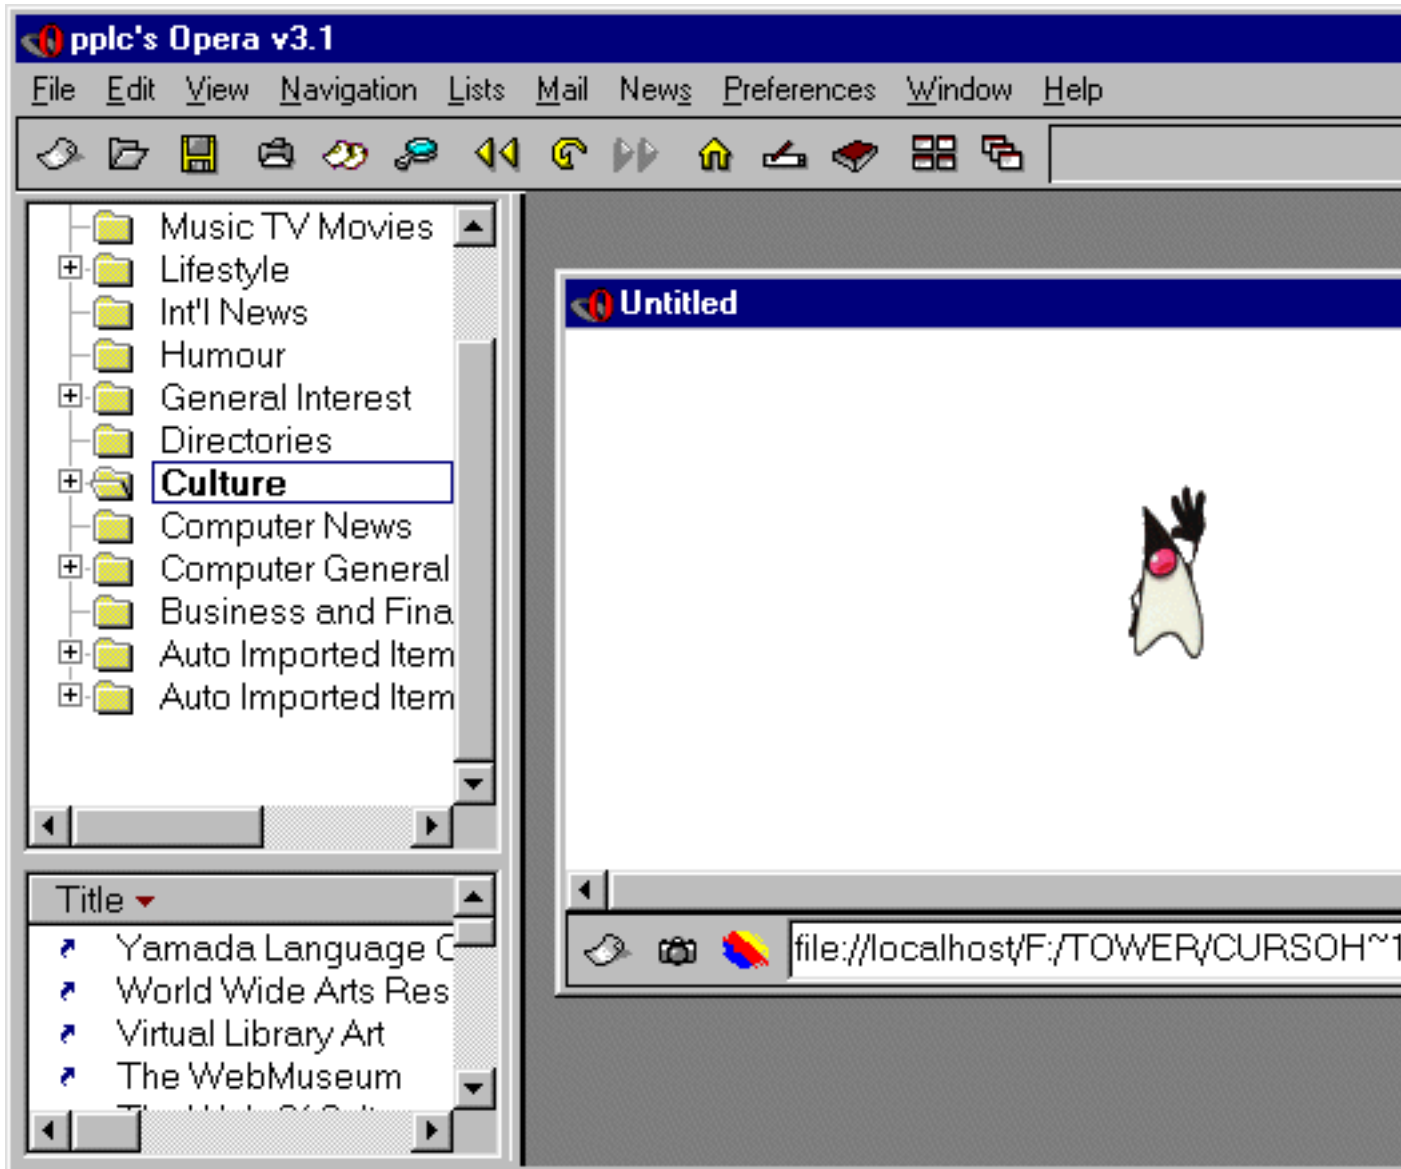 pplc's Opera v3.1
File Edit View Navigation Lists Mail News Preferences Window Help
Music TV Movies
Lifestyle
Int'l News
Humour
General Interest
Directories
Culture
Computer News
Computer General
Business and Fina
Auto Imported Item
Auto Imported Item
Title
Yamada Language C
World Wide Arts Res
Virtual Library Art
The WebMuseum
Untitled
file://localhost/F:/TOWER/CURSOH~1